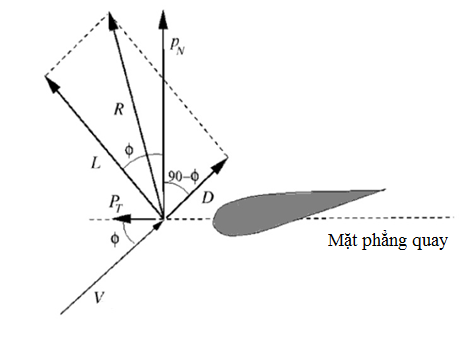 p_N
R
ϕ
L
90−ϕ
P_T
D
ϕ
Mặt phẳng quay
V